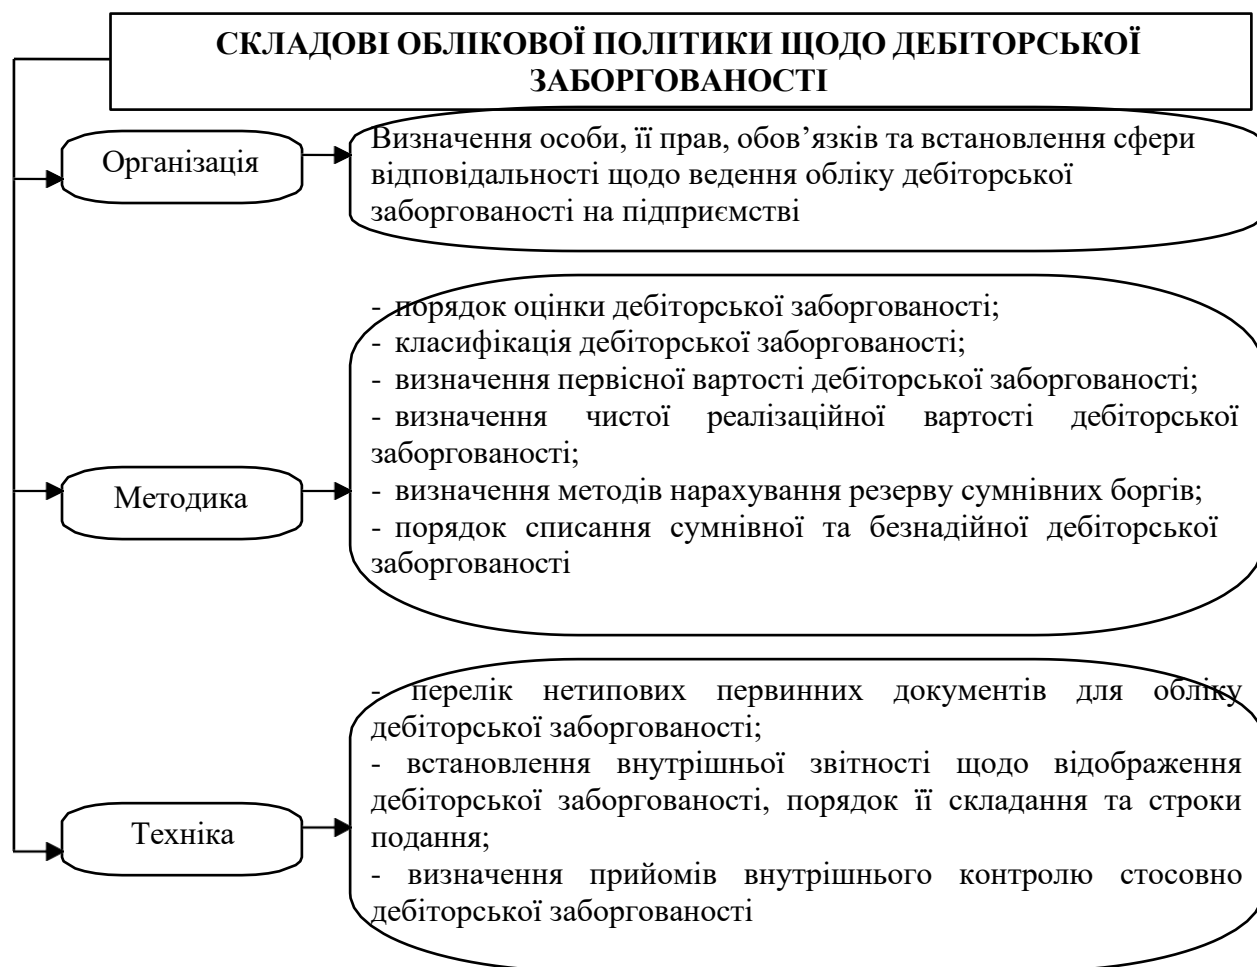 СКЛАДОВІ ОБЛІКОВОЇ ПОЛІТИКИ ЩОДО ДЕБІТОРСЬКОЇ
ЗАБОРГОВАНОСТІ
Організація
Визначення особи, її прав, обов’язків та встановлення сфери
відповідальності щодо ведення обліку дебіторської
заборгованості на підприємстві
Методика
- порядок оцінки дебіторської заборгованості;
- класифікація дебіторської заборгованості;
- визначення первісної вартості дебіторської заборгованості;
- визначення чистої реалізаційної вартості дебіторської
заборгованості;
- визначення методів нарахування резерву сумнівних боргів;
- порядок списання сумнівної та безнадійної дебіторської
заборгованості
Техніка
- перелік нетипових первинних документів для обліку
дебіторської заборгованості;
- встановлення внутрішньої звітності щодо відображення
дебіторської заборгованості, порядок її складання та строки
подання;
- визначення прийомів внутрішнього контролю стосовно
дебіторської заборгованості